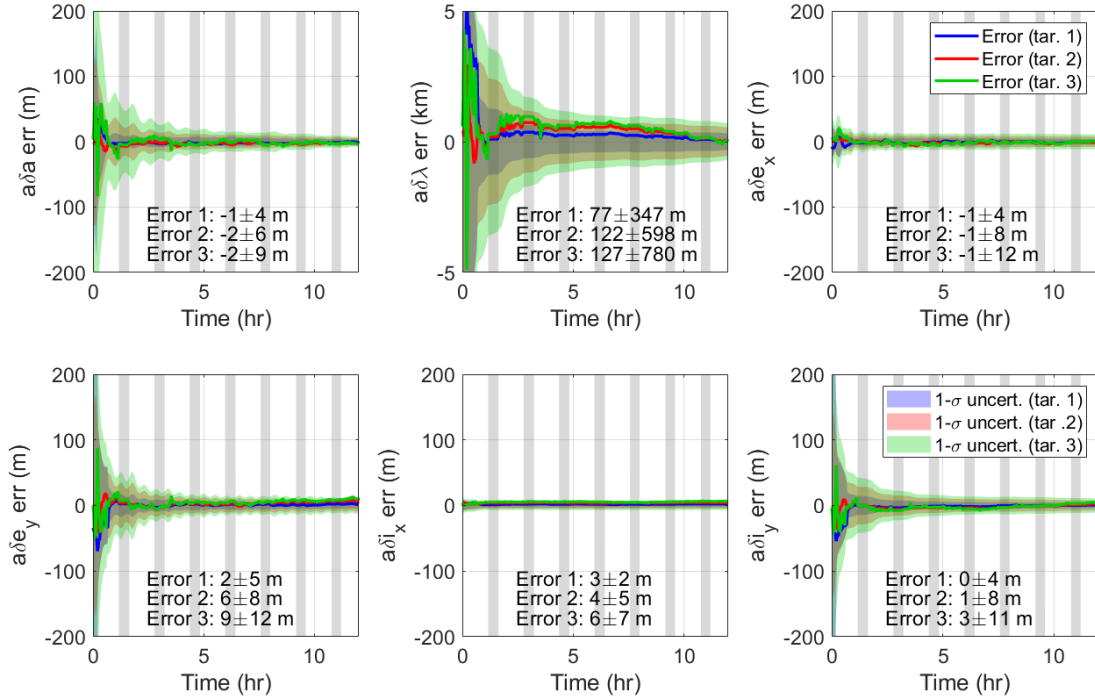 200
100
0
-100
-200
aδa err (m)
Error 1: -1±4 m
Error 2: -2±6 m
Error 3: -2±9 m
0 5 10
Time (hr)
5
0
-5
aδλ err (km)
Error 1: 77±347 m
Error 2: 122±598 m
Error 3: 127±780 m
0 5 10
Time (hr)
200
100
0
-100
-200
aδe_x err (m)
Error (tar. 1)
Error (tar. 2)
Error (tar. 3)
Error 1: -1±4 m
Error 2: -1±8 m
Error 3: -1±12 m
0 5 10
Time (hr)
200
100
0
-100
-200
aδe_y err (m)
Error 1: 2±5 m
Error 2: 6±8 m
Error 3: 9±12 m
0 5 10
Time (hr)
200
100
0
-100
-200
aδi_x err (m)
Error 1: 3±2 m
Error 2: 4±5 m
Error 3: 6±7 m
0 5 10
Time (hr)
200
100
0
-100
-200
aδi_y err (m)
1-σ uncert. (tar. 1)
1-σ uncert. (tar .2)
1-σ uncert. (tar. 3)
Error 1: 0±4 m
Error 2: 1±8 m
Error 3: 3±11 m
0 5 10
Time (hr)